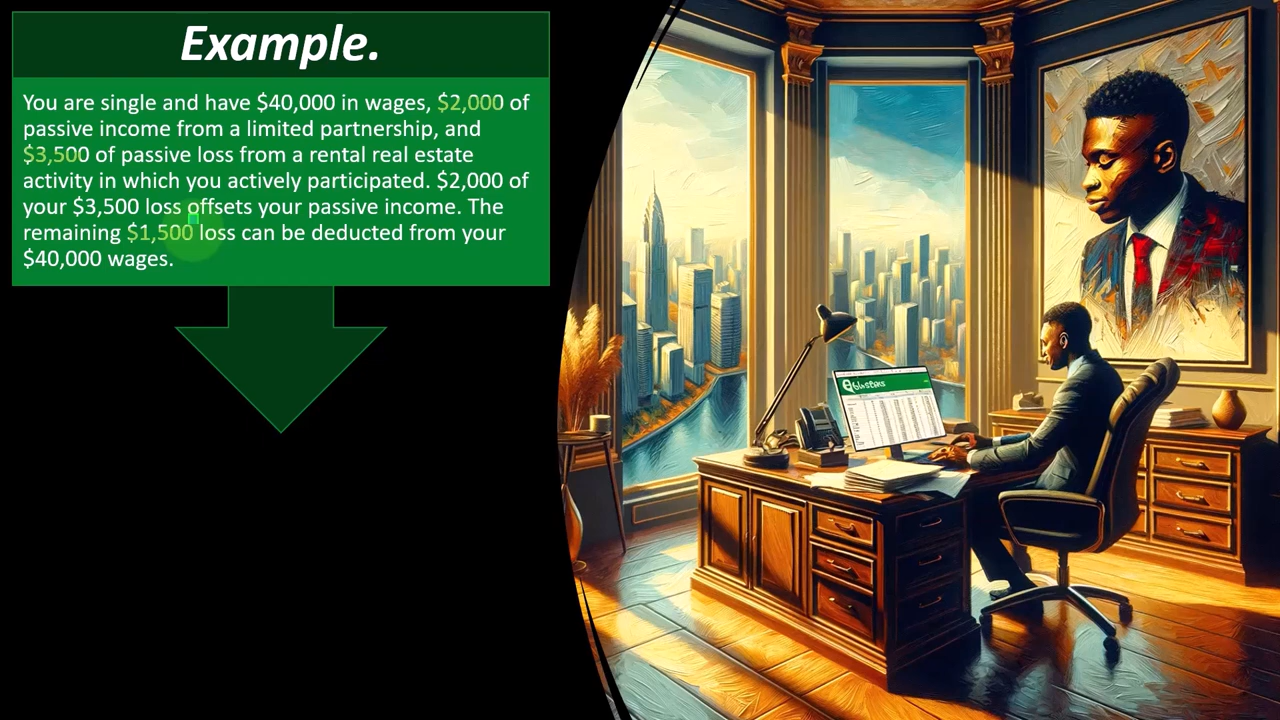 Example.
You are single and have $40,000 in wages, $2,000 of
passive income from a limited partnership, and
$3,500 of passive loss from a rental real estate
activity in which you actively participated. $2,000 of
your $3,500 loss offsets your passive income. The
remaining $1,500 loss can be deducted from your
$40,000 wages.